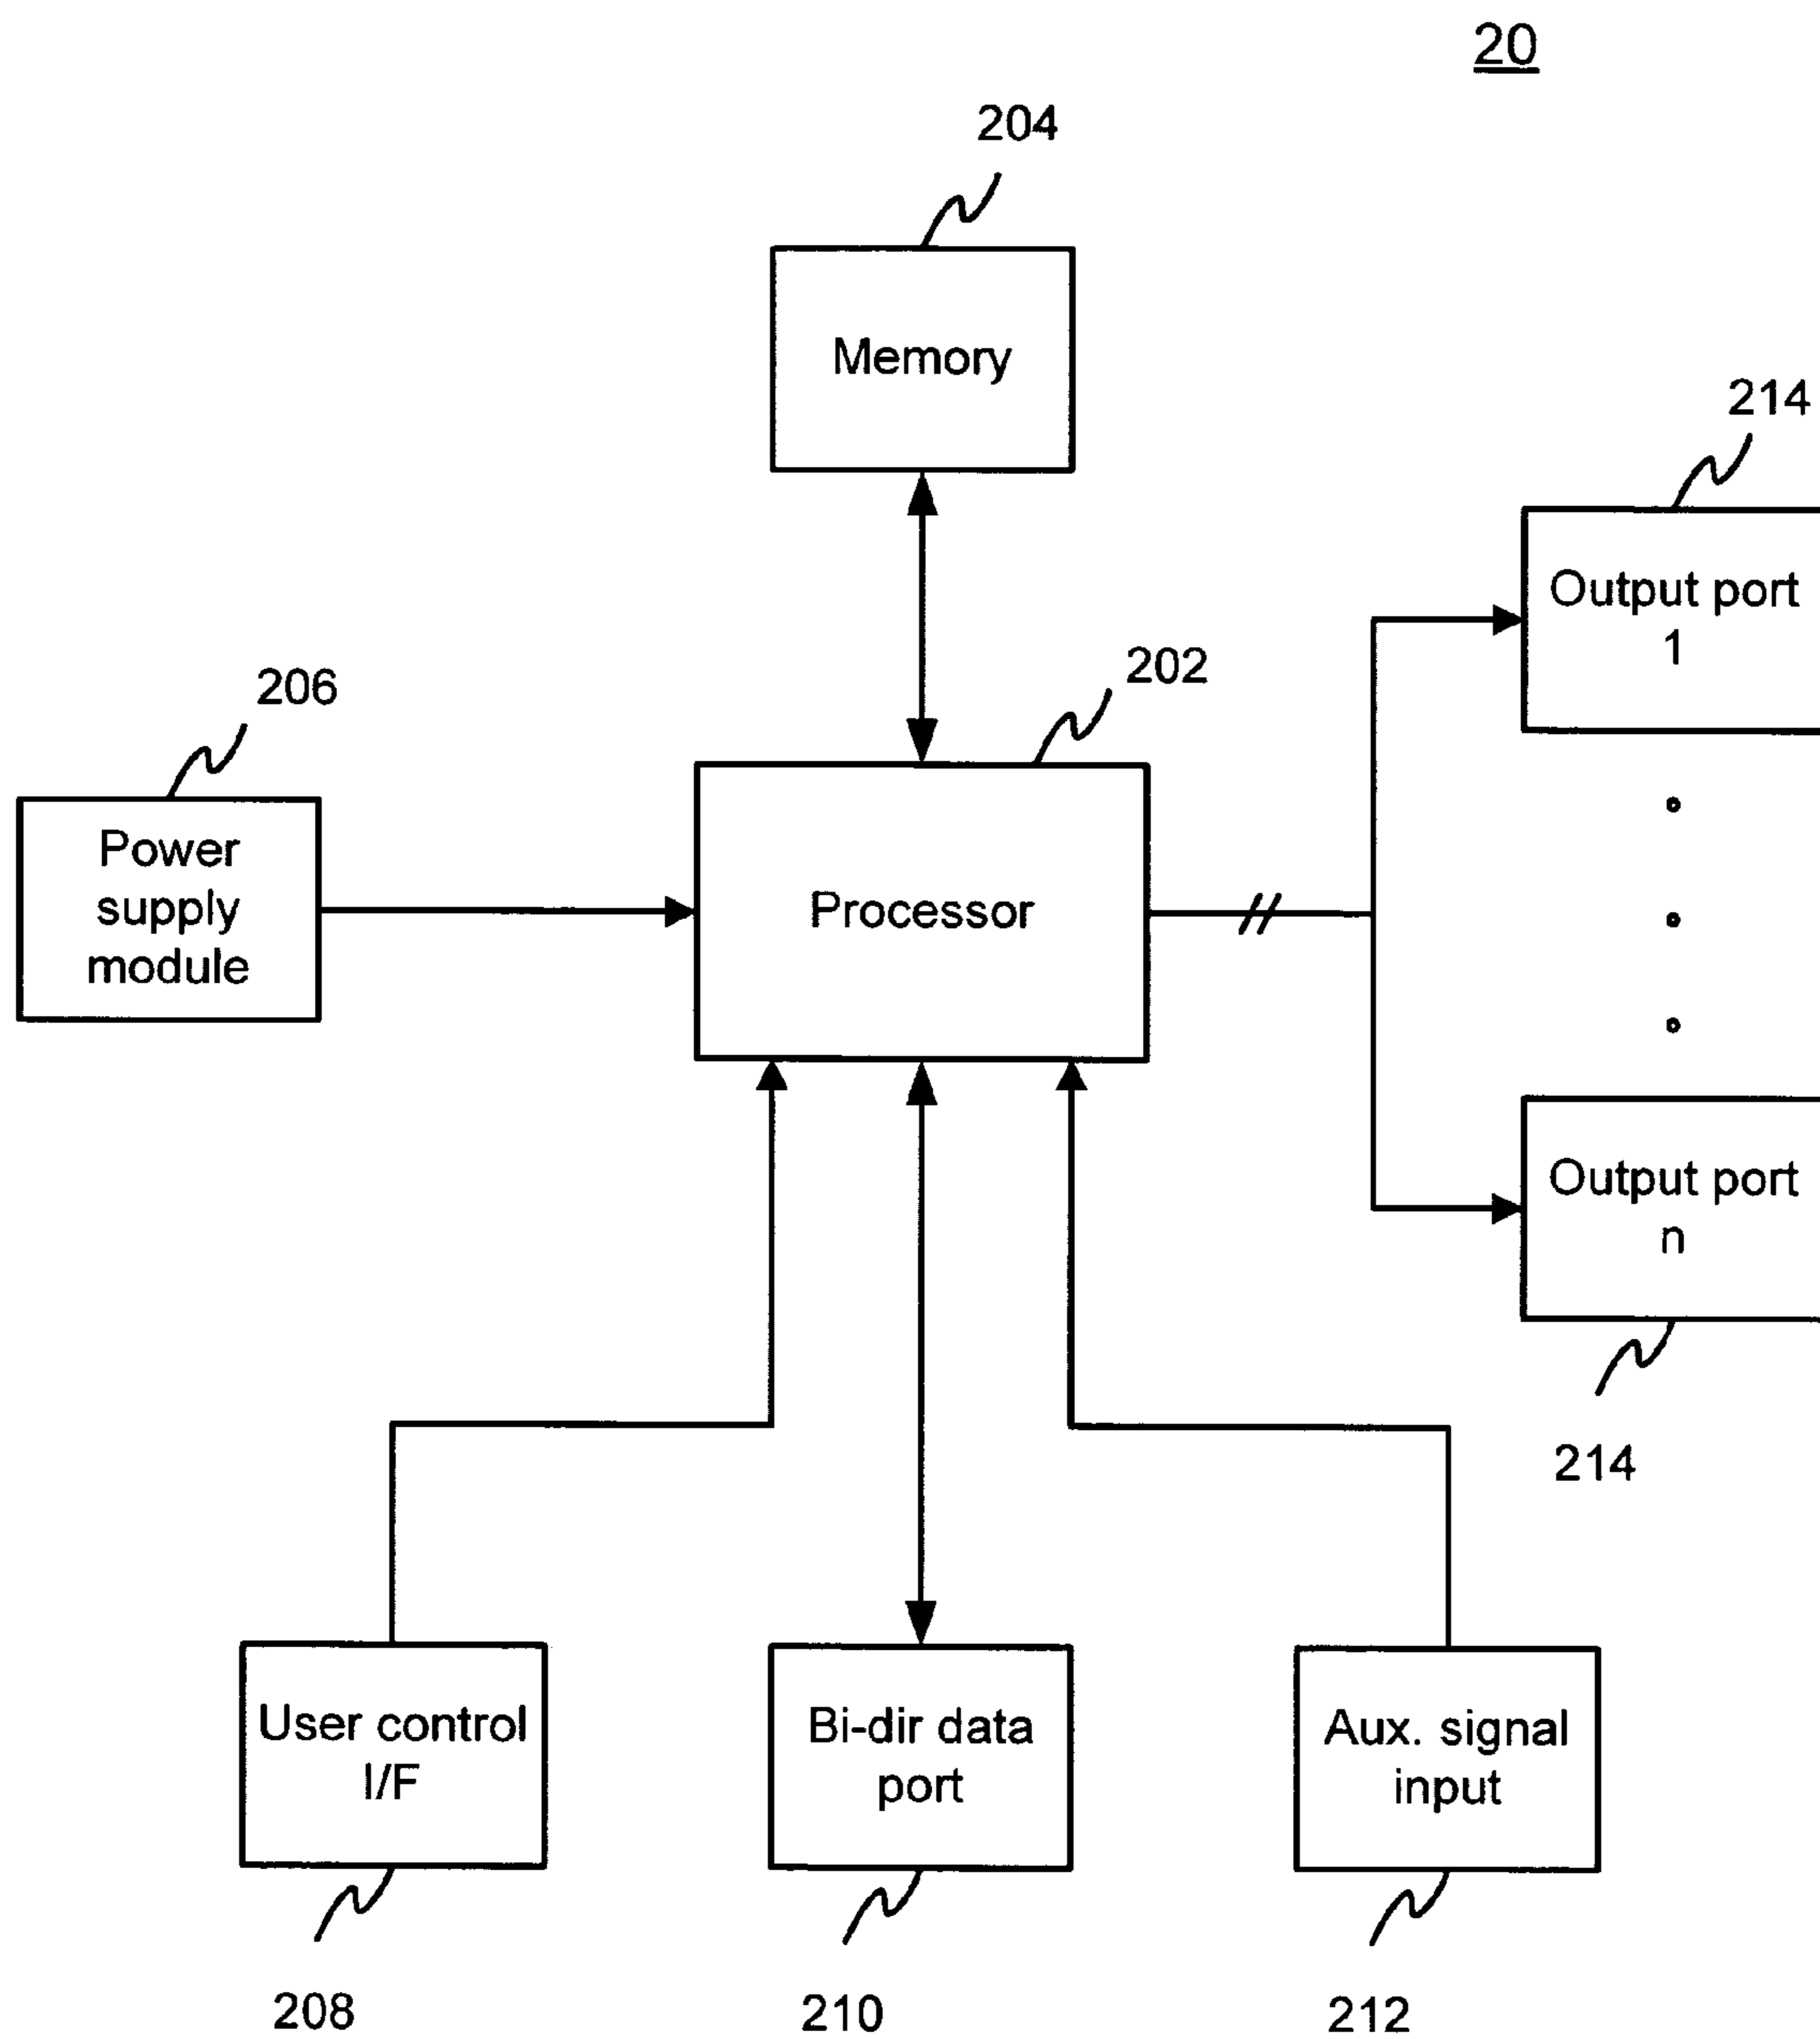 20
204
Memory
214
Output port
1
206
202
Power
supply
module
Processor
Output port
n
214
User control
I/F
Bi-dir data
port
Aux. signal
input
208
210
212